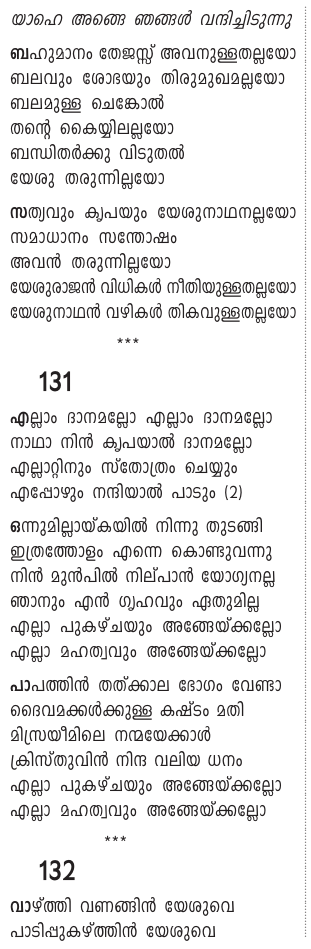 യാഹെ അങ്ങെ ഞങ്ങൾ വന്ദിച്ചിടുന്നു
ബഹുമാനം തേജസ്സ് അവനുള്ളതല്ലയോ
ബലവും ശോഭയും തിരുമുഖമല്ലയോ
ബലമുള്ള ചെങ്കോൽ
തന്റെ കൈയ്യിലല്ലയോ
ബന്ധിതർക്കു വിടുതൽ
യേശു തരുന്നില്ലയോ
സത്വവും കൃപയും യേശുനാഥനല്ലയോ
സമാധാനം സന്തോഷം
അവൻ തരുന്നില്ലയോ
യേശുരാജൻ വിധികൾ നീതിയുള്ളതല്ലയോ
യേശുനാഥൻ വഴികൾ തികവുള്ളതല്ലയോ
***
131
എല്ലാം ദാനമല്ലോ എല്ലാം ദാനമല്ലോ
നാഥാ നിൻ കൃപയാൽ ദാനമല്ലോ
എല്ലാറ്റിനും സ്തോത്രം ചെയ്യും
എപ്പോഴും നന്ദിയാൽ പാടും (2)
ഒന്നുമില്ലായ്കയിൽ നിന്നു തുടങ്ങി
ഇത്രത്തോളം എന്നെ കൊണ്ടുവന്നു
നിൻ മുൻപിൽ നില്പാൻ യോഗ്യനല്ല
ഞാനും എൻ ഗൃഹവും ഏതുമില്ല
എല്ലാ പുകഴ്ചയും അങ്ങേയ്ക്കല്ലോ
എല്ലാ മഹത്വവും അങ്ങേയ്ക്കല്ലോ
പാപത്തിൻ തത്ക്കാല ഭോഗം വേണ്ടാ
ദൈവമക്കൾക്കുള്ള കഷ്ടം മതി
മിസ്രയീമിലെ നന്മയേക്കാൾ
ക്രിസ്തുവിൻ നിന്ദ വലിയ ധനം
എല്ലാ പുകഴ്ചയും അങ്ങേയ്ക്കല്ലോ
എല്ലാ മഹത്വവും അങ്ങേയ്ക്കല്ലോ
***
132
വാഴ്ത്തി വണങ്ങിൻ യേശുവെ
പാടിപ്പുകഴ്ത്തിൻ യേശുവെ